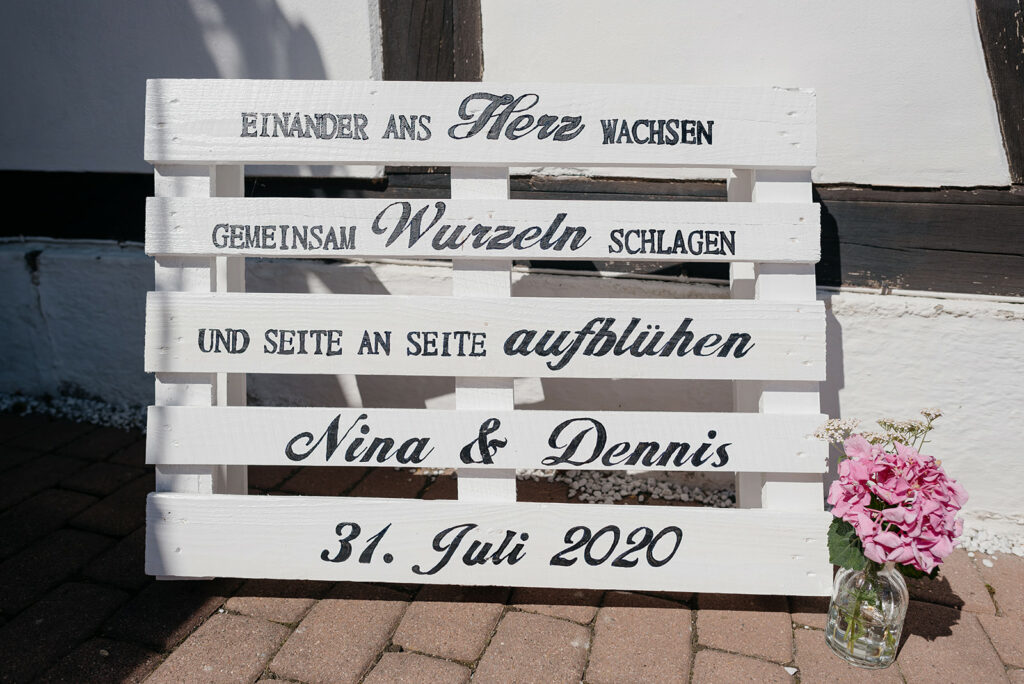 EINANDER ANS Herz WACHSEN
GEMEINSAM Wurzeln SCHLAGEN
UND SEITE AN SEITE aufblühen
Nina & Dennis
31. Juli 2020